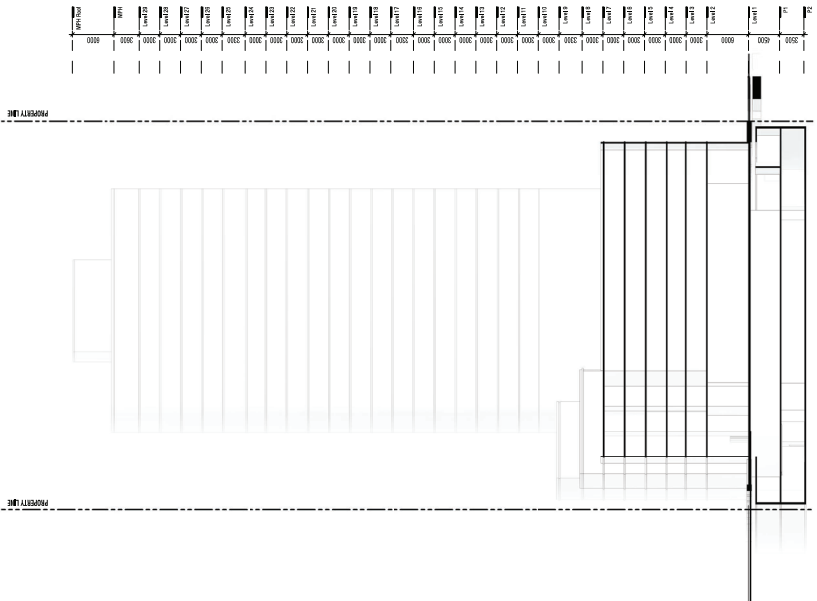 MPH Roof
MPH
Level 29
Level 28
Level 27
Level 26
Level 25
Level 24
Level 23
Level 22
Level 21
Level 20
Level 19
Level 18
Level 17
Level 16
Level 15
Level 14
Level 13
Level 12
Level 11
Level 10
Level 9
Level 8
Level 7
Level 6
Level 5
Level 4
Level 3
Level 2
Level 1
P1
P2
6000
3600
3000
3000
3000
3000
3300
3000
3000
3000
3000
3000
3000
3000
3300
3000
3000
3000
3000
3000
3000
3000
3300
3000
3000
3000
3000
3000
3000
6000
4500
3500
PROPERTY LINE
PROPERTY LINE